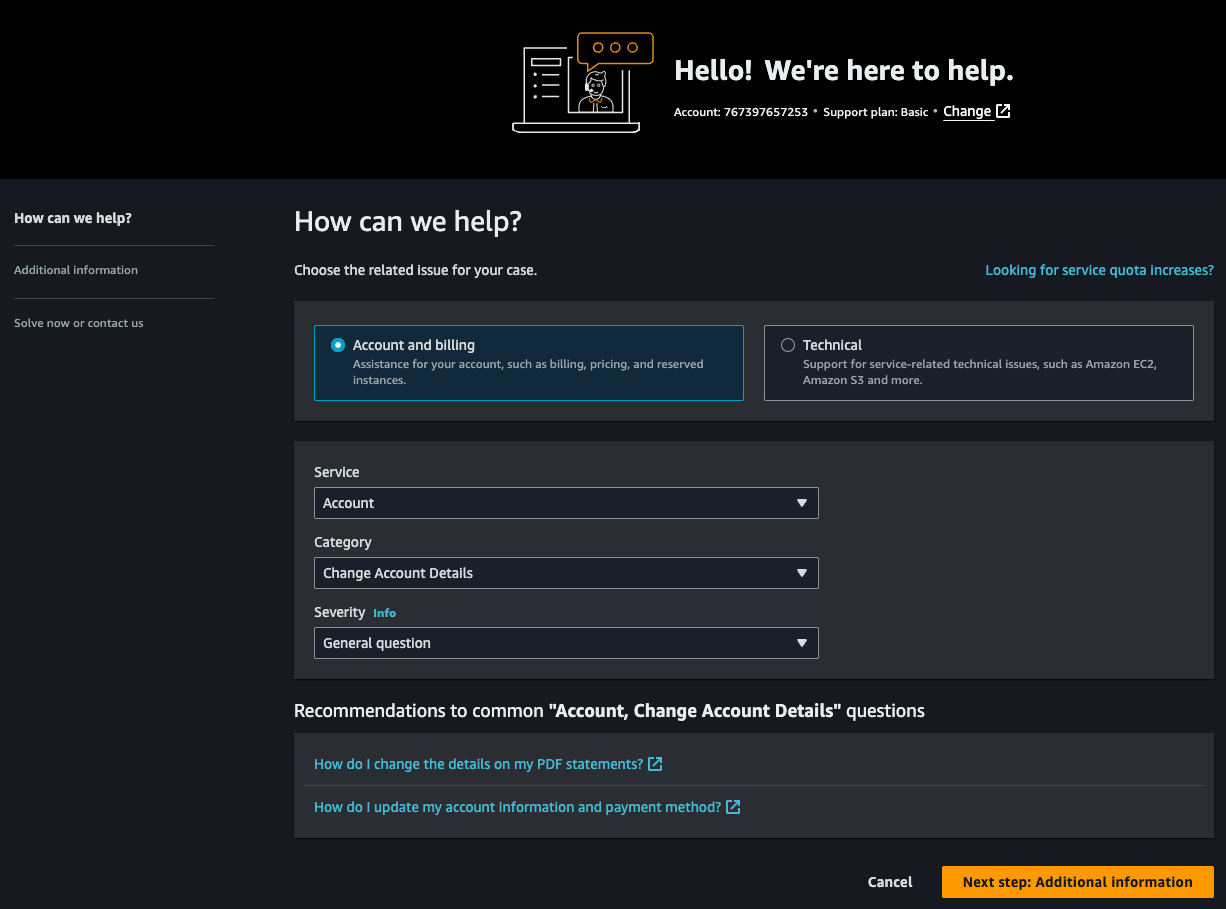 Hello! We're here to help.
Account: 767397657253 • Support plan: Basic • Change
How can we help?
Additional information
Solve now or contact us
How can we help?
Choose the related issue for your case.
Looking for service quota increases?
Account and billing
Assistance for your account, such as billing, pricing, and reserved
instances.
Technical
Support for service-related technical issues, such as Amazon EC2,
Amazon S3 and more.
Service
Account
Category
Change Account Details
Severity Info
General question
Recommendations to common "Account, Change Account Details" questions
How do I change the details on my PDF statements?
How do I update my account information and payment method?
Cancel
Next step: Additional information